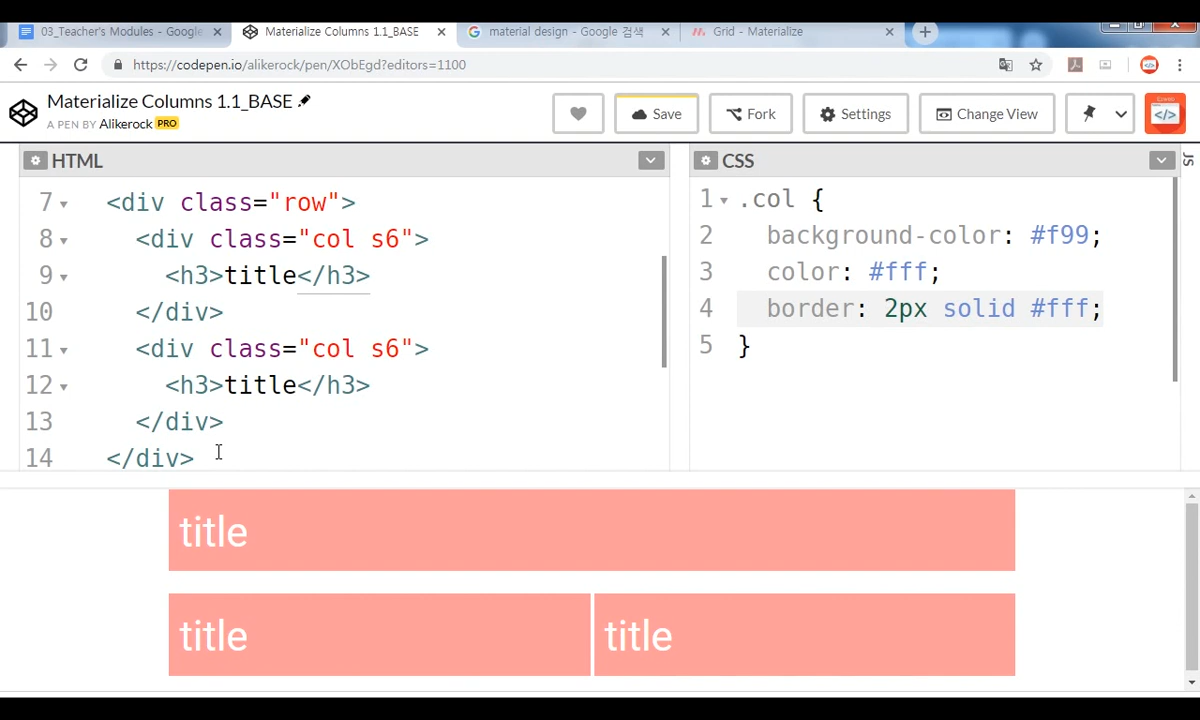 03_Teacher's Modules - Google
Materialize Columns 1.1_BASE
material design - Google 검색
Grid - Materialize
https://codepen.io/alikerock/pen/XObEgd?editors=1100
Materialize Columns 1.1_BASE
A PEN BY Alikerock PRO
Save
Fork
Settings
Change View
HTML
7 <div class="row">
8 <div class="col s6">
9 <h3>title</h3>
10 </div>
11 <div class="col s6">
12 <h3>title</h3>
13 </div>
14 </div>
CSS
1 .col {
2 background-color: #f99;
3 color: #fff;
4 border: 2px solid #fff;
5 }
JS
title
title
title